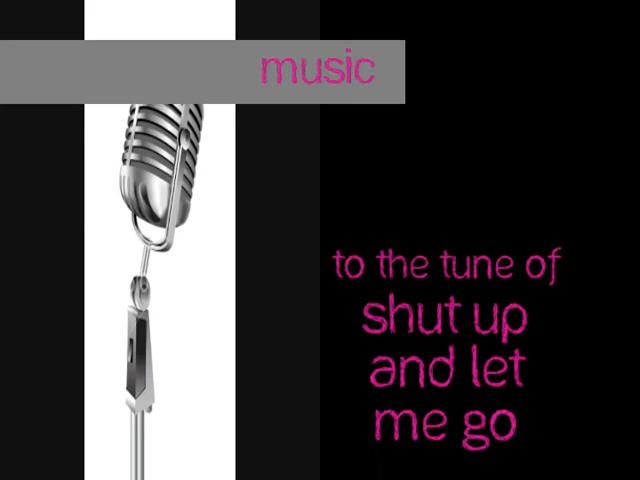 music
to the tune of
shut up
and let
me go